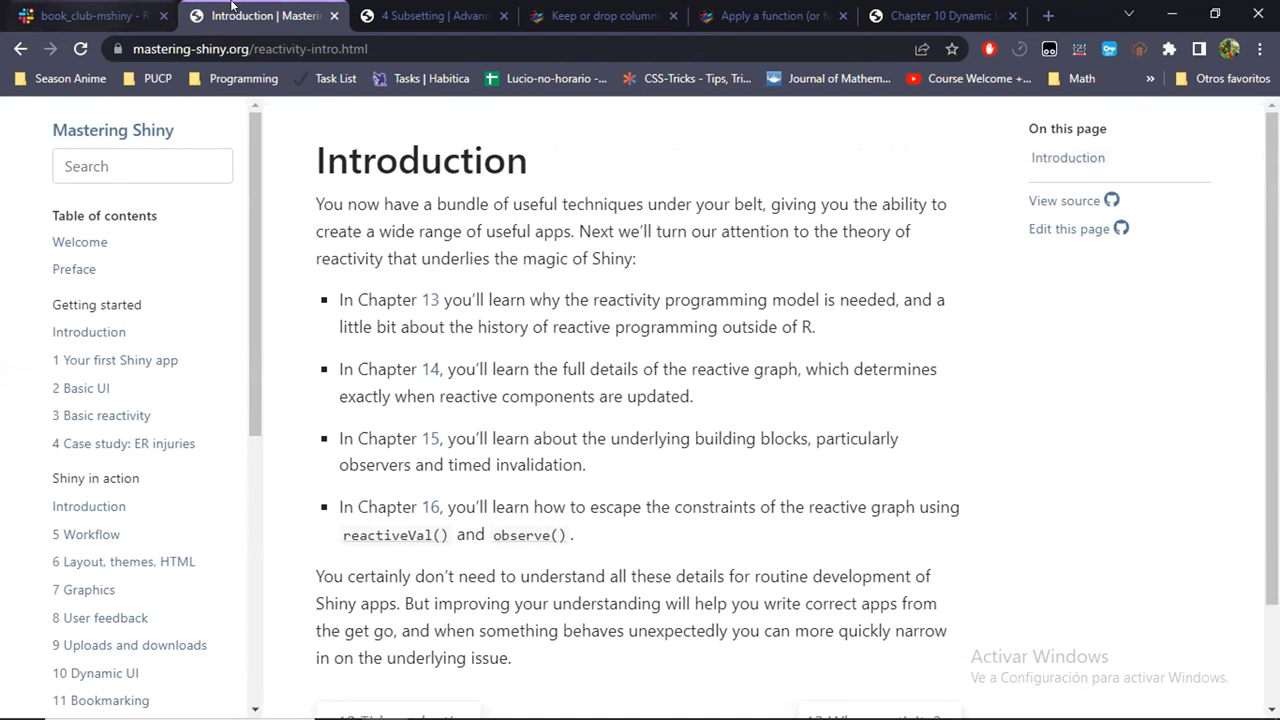 book_club-mshiny - R
Introduction | Masterin
4 Subsetting | Advanc
Keep or drop columns
Apply a function (or f
Chapter 10 Dynamic U
mastering-shiny.org/reactivity-intro.html
Season Anime
PUCP
Programming
Task List
Tasks | Habitica
Lucio-no-horario -...
CSS-Tricks - Tips, Tri...
Journal of Mathem...
Course Welcome +...
Math
»
Otros favoritos
Mastering Shiny
Search
Table of contents
Welcome
Preface
Getting started
Introduction
1 Your first Shiny app
2 Basic UI
3 Basic reactivity
4 Case study: ER injuries
Shiny in action
Introduction
5 Workflow
6 Layout, themes, HTML
7 Graphics
8 User feedback
9 Uploads and downloads
10 Dynamic UI
11 Bookmarking
Introduction
You now have a bundle of useful techniques under your belt, giving you the ability to
create a wide range of useful apps. Next we'll turn our attention to the theory of
reactivity that underlies the magic of Shiny:
▪ In Chapter 13 you'll learn why the reactivity programming model is needed, and a
little bit about the history of reactive programming outside of R.
▪ In Chapter 14, you'll learn the full details of the reactive graph, which determines
exactly when reactive components are updated.
▪ In Chapter 15, you'll learn about the underlying building blocks, particularly
observers and timed invalidation.
▪ In Chapter 16, you'll learn how to escape the constraints of the reactive graph using
reactiveVal() and observe().
You certainly don't need to understand all these details for routine development of
Shiny apps. But improving your understanding will help you write correct apps from
the get go, and when something behaves unexpectedly you can more quickly narrow
in on the underlying issue.
On this page
Introduction
View source
Edit this page
Activar Windows
Ve a Configuración para activar Windows.